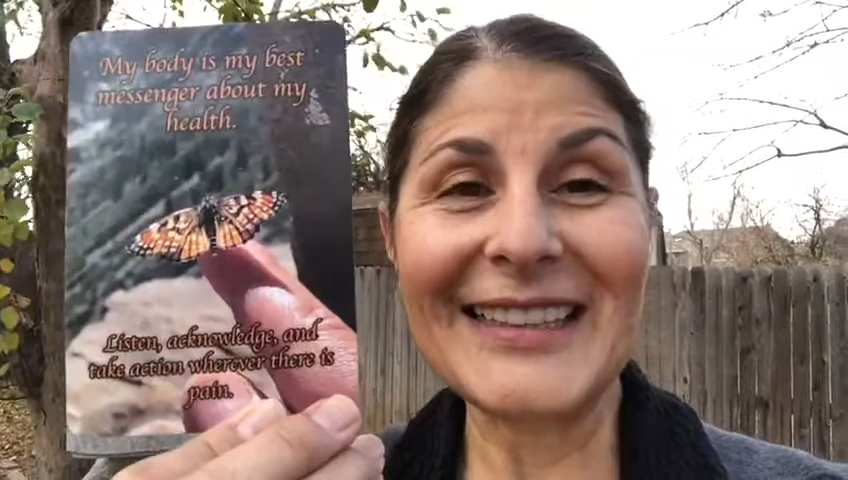 My body is my best
messenger about my
health.
Listen, acknowledge, and
take action wherever there is
pain.